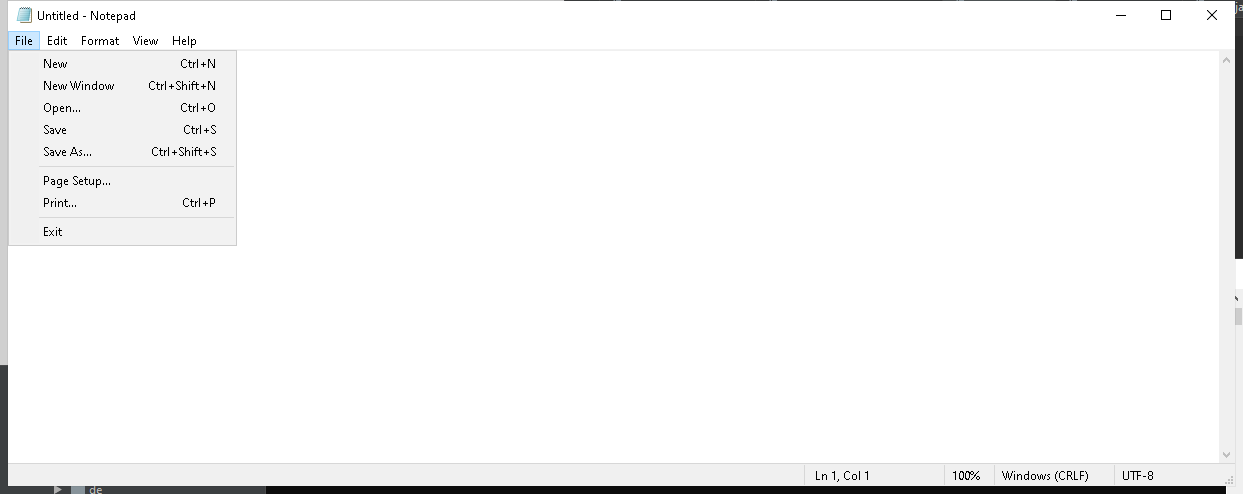 Untitled - Notepad
File Edit Format View Help
New Ctrl+N
New Window Ctrl+Shift+N
Open... Ctrl+O
Save Ctrl+S
Save As... Ctrl+Shift+S
Page Setup...
Print... Ctrl+P
Exit
Ln 1, Col 1 100% Windows (CRLF) UTF-8
de